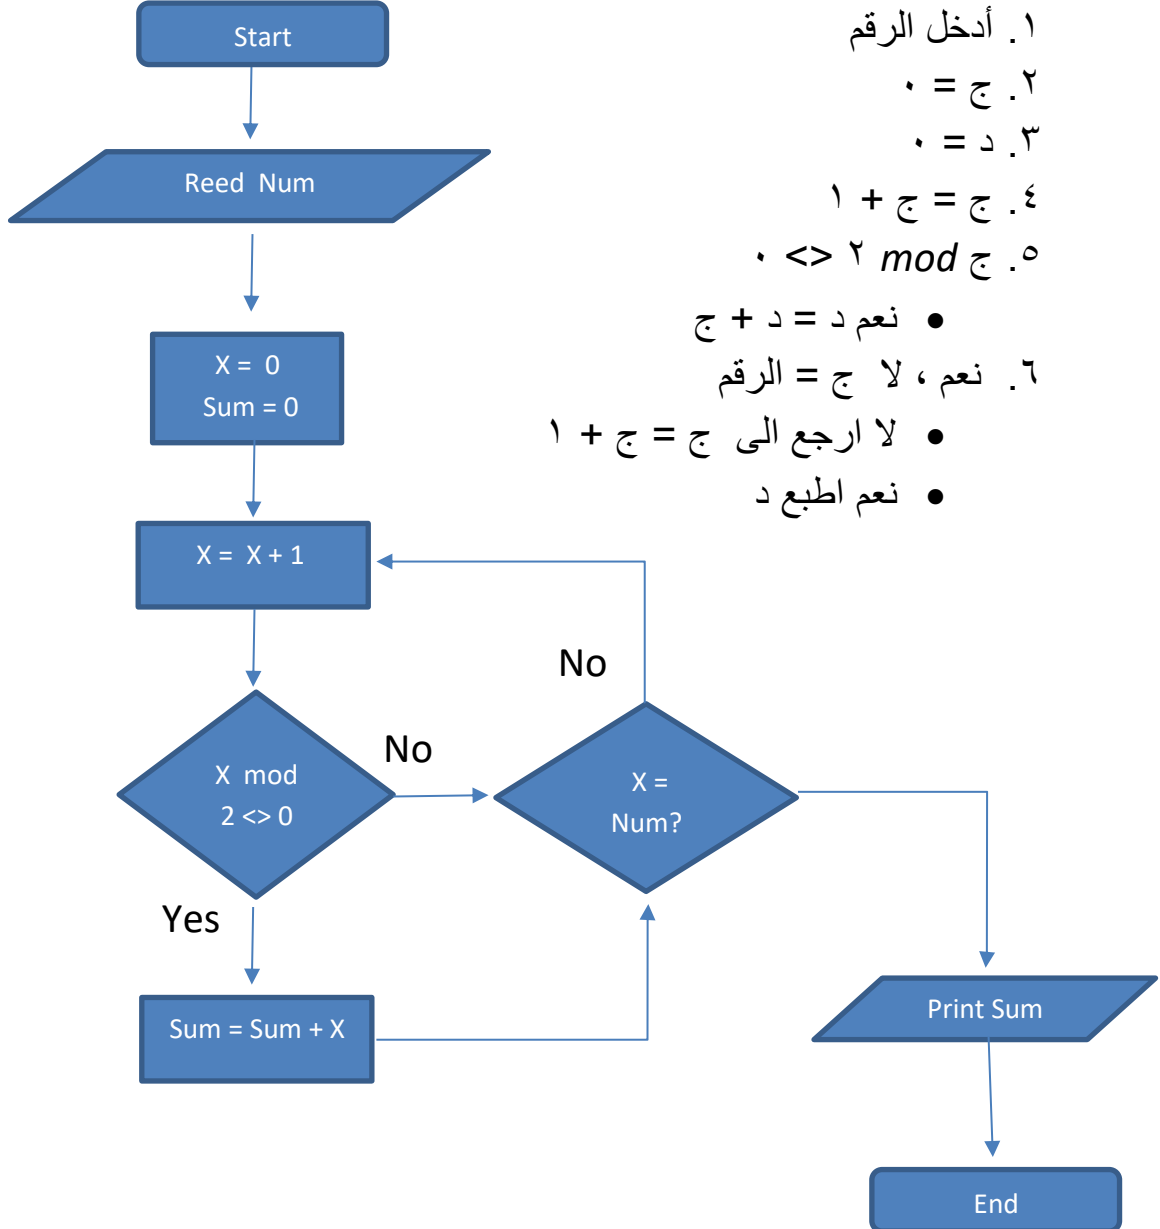 Start
Reed Num
X = 0
Sum = 0
X = X + 1
X mod
2 <> 0
No
Yes
Sum = Sum + X
X =
Num?
No
Print Sum
End
١. أدخل الرقم
٢. ج = ٠
٣. د = ٠
٤. ج = ج + ١
٥. ج mod ٢ <> ٠
• نعم د = د + ج
٦. نعم ، لا ج = الرقم
• لا ارجع الى ج = ج + ١
• نعم اطبع د